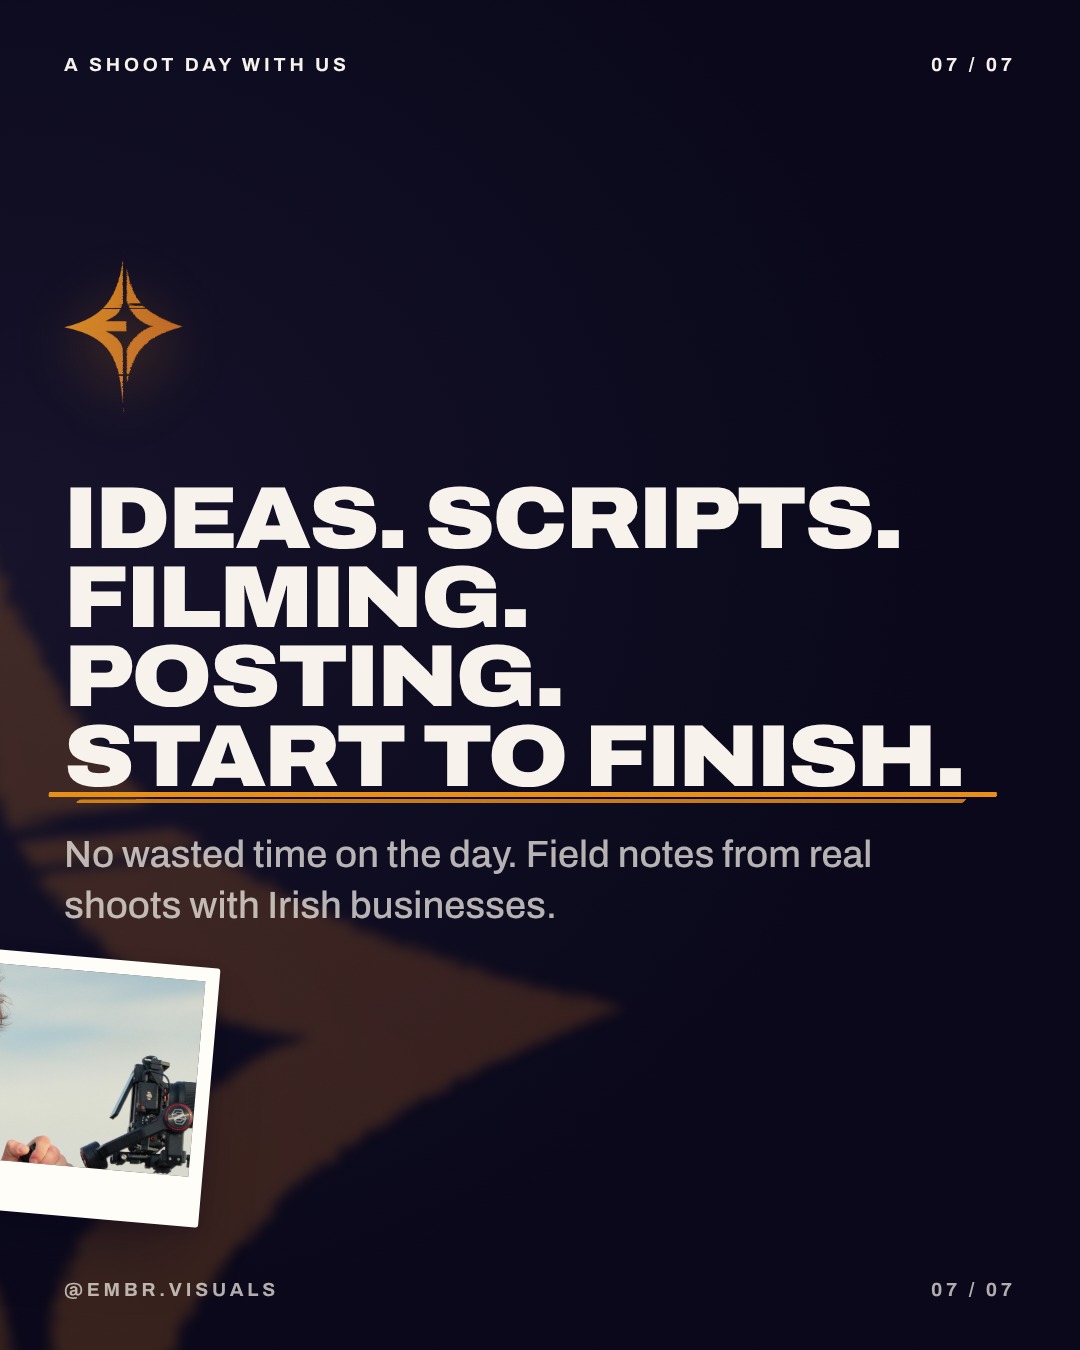 A SHOOT DAY WITH US
07 / 07
IDEAS. SCRIPTS.
FILMING.
POSTING.
START TO FINISH.
No wasted time on the day. Field notes from real
shoots with Irish businesses.
@EMBR.VISUALS
07 / 07